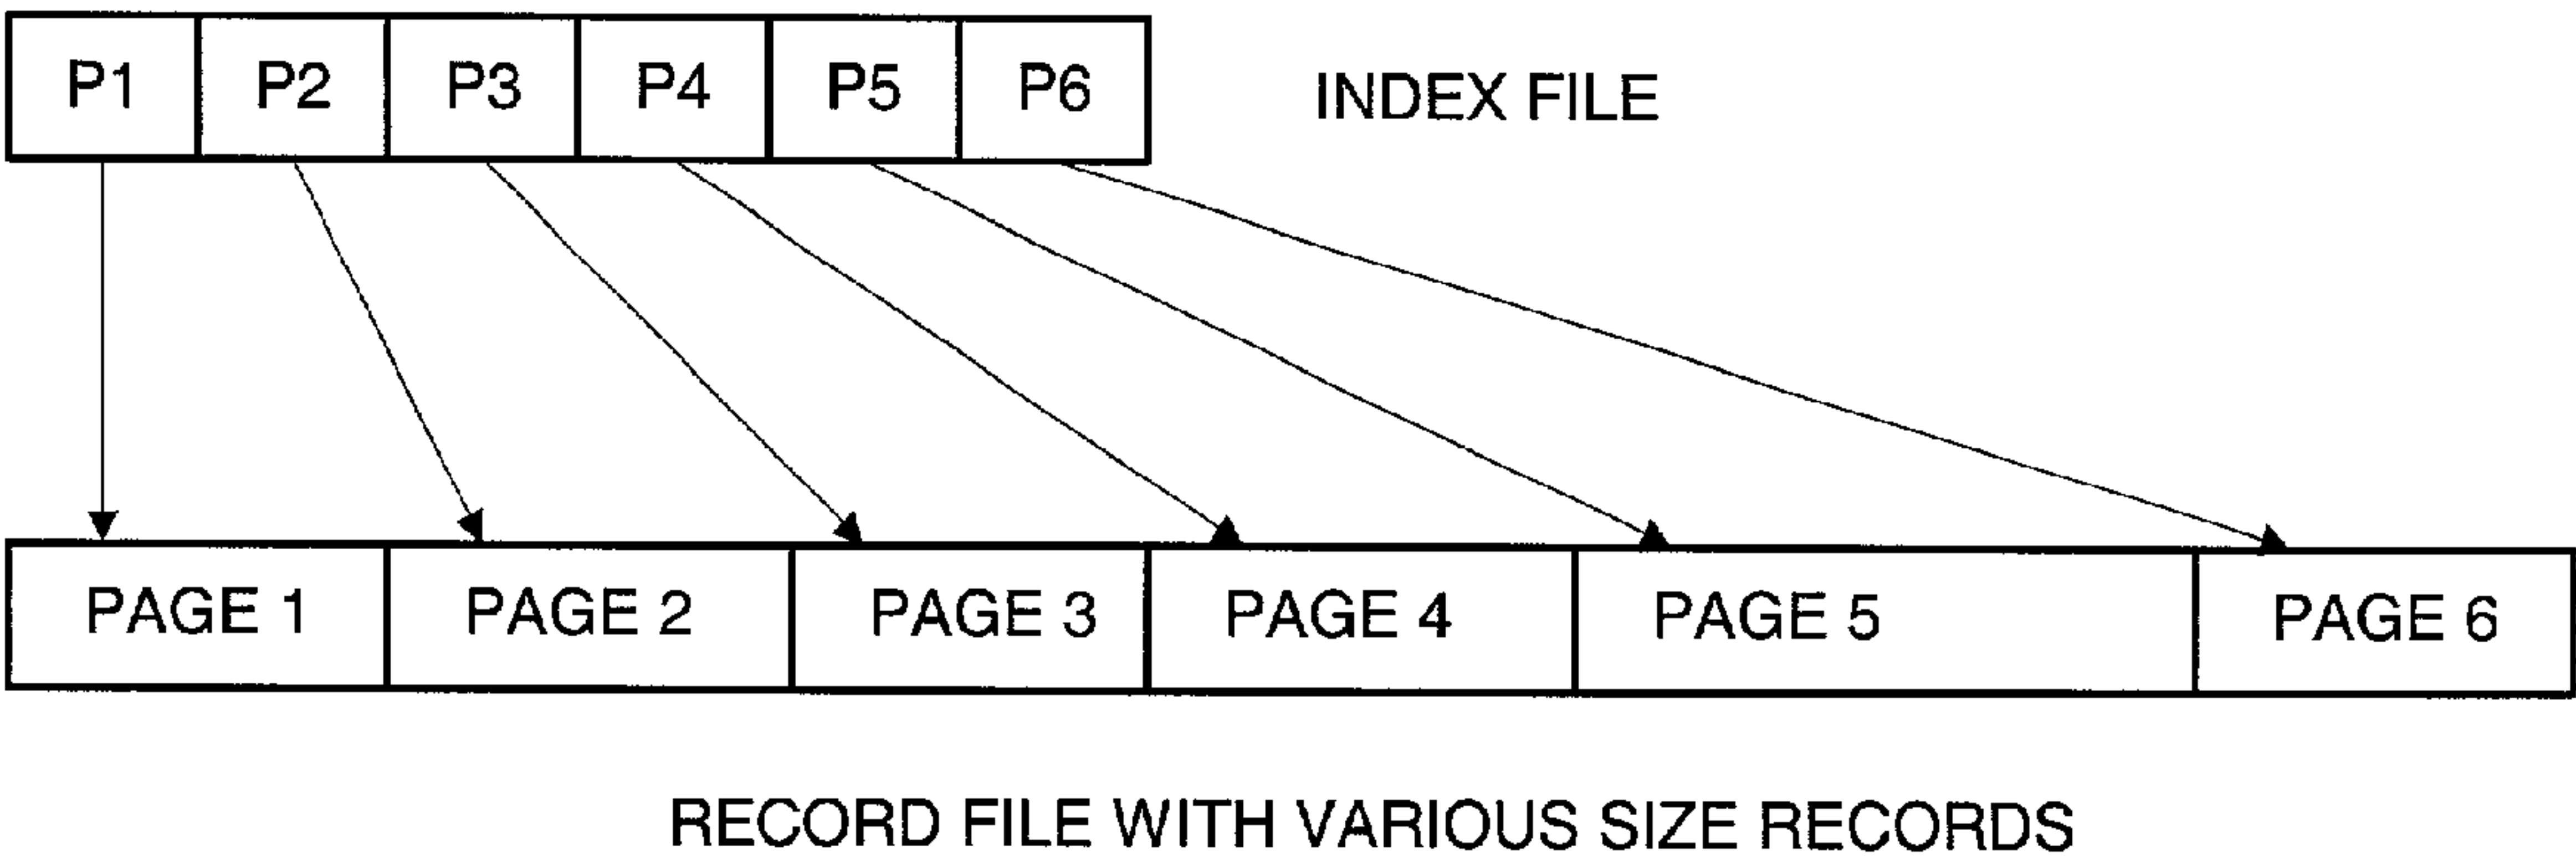 P1 P2 P3 P4 P5 P6
INDEX FILE
PAGE 1 PAGE 2 PAGE 3 PAGE 4 PAGE 5 PAGE 6
RECORD FILE WITH VARIOUS SIZE RECORDS